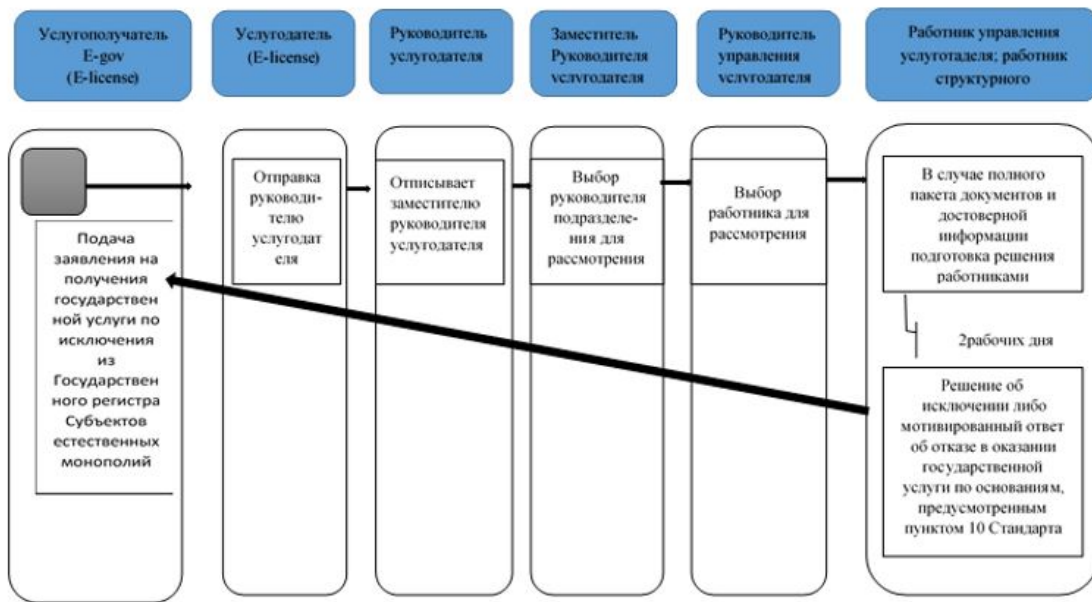 Услугополучатель
E-gov
(E-license)
Услугодатель
(E-license)
Руководитель
услугодателя
Заместитель
Руководителя
услугодателя
Руководитель
управления
услугодателя
Работник управления
услуготаделя; работник
структурного
Подача
заявления на
получения
государствен
ной услуги по
исключения
из
Государствен
ного регистра
Субъектов
естественных
монополий
Отправка
руководи-
телю
услугодат
еля
Отписывает
заместителю
руководителя
услугодателя
Выбор
руководителя
подразделе-
ния для
рассмотрения
Выбор
работника для
рассмотрения
В случае полного
пакета документов и
достоверной
информации
подготовка решения
работниками
2рабочих дня
Решение об
исключении либо
мотивированный ответ
об отказе в оказании
государственной
услуги по основаниям,
предусмотренным
пунктом 10 Стандарта